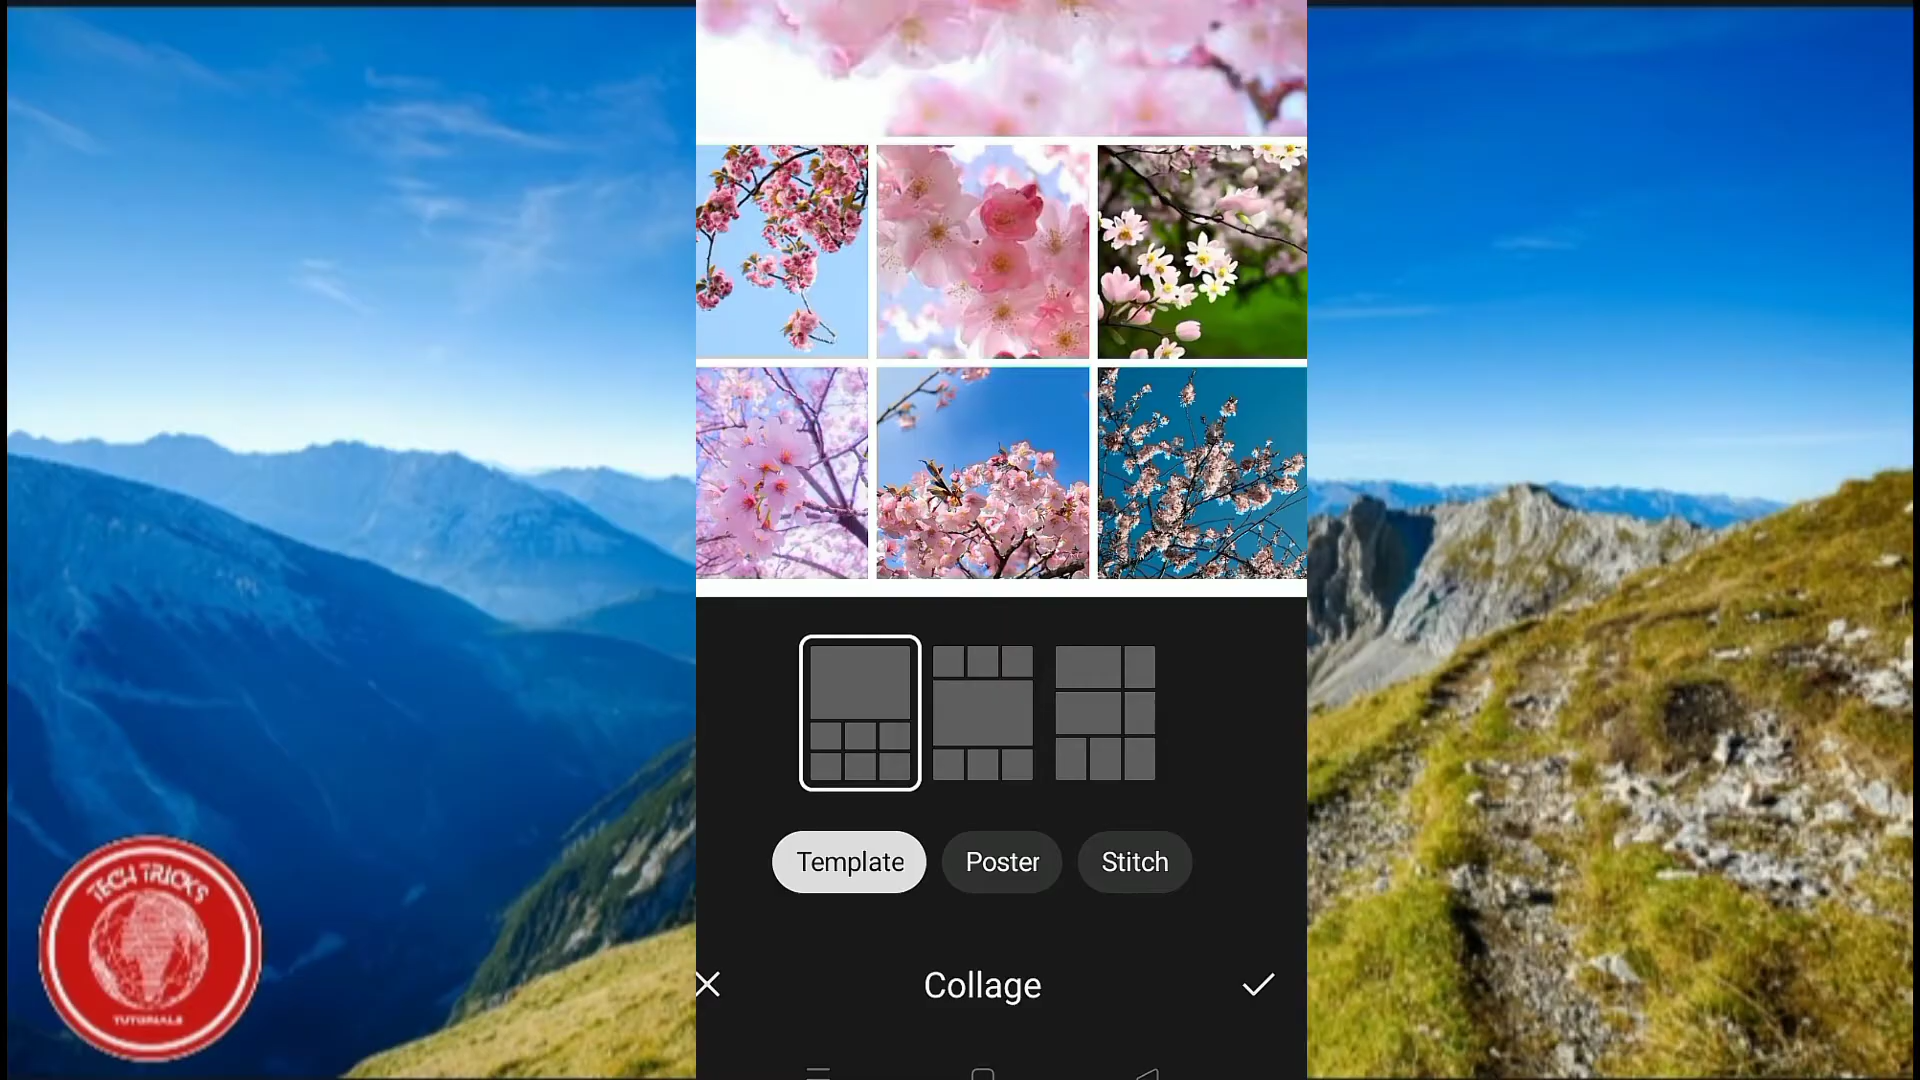 Template
Poster
Stitch
Collage
TECH TRICKS
TUTORIALS